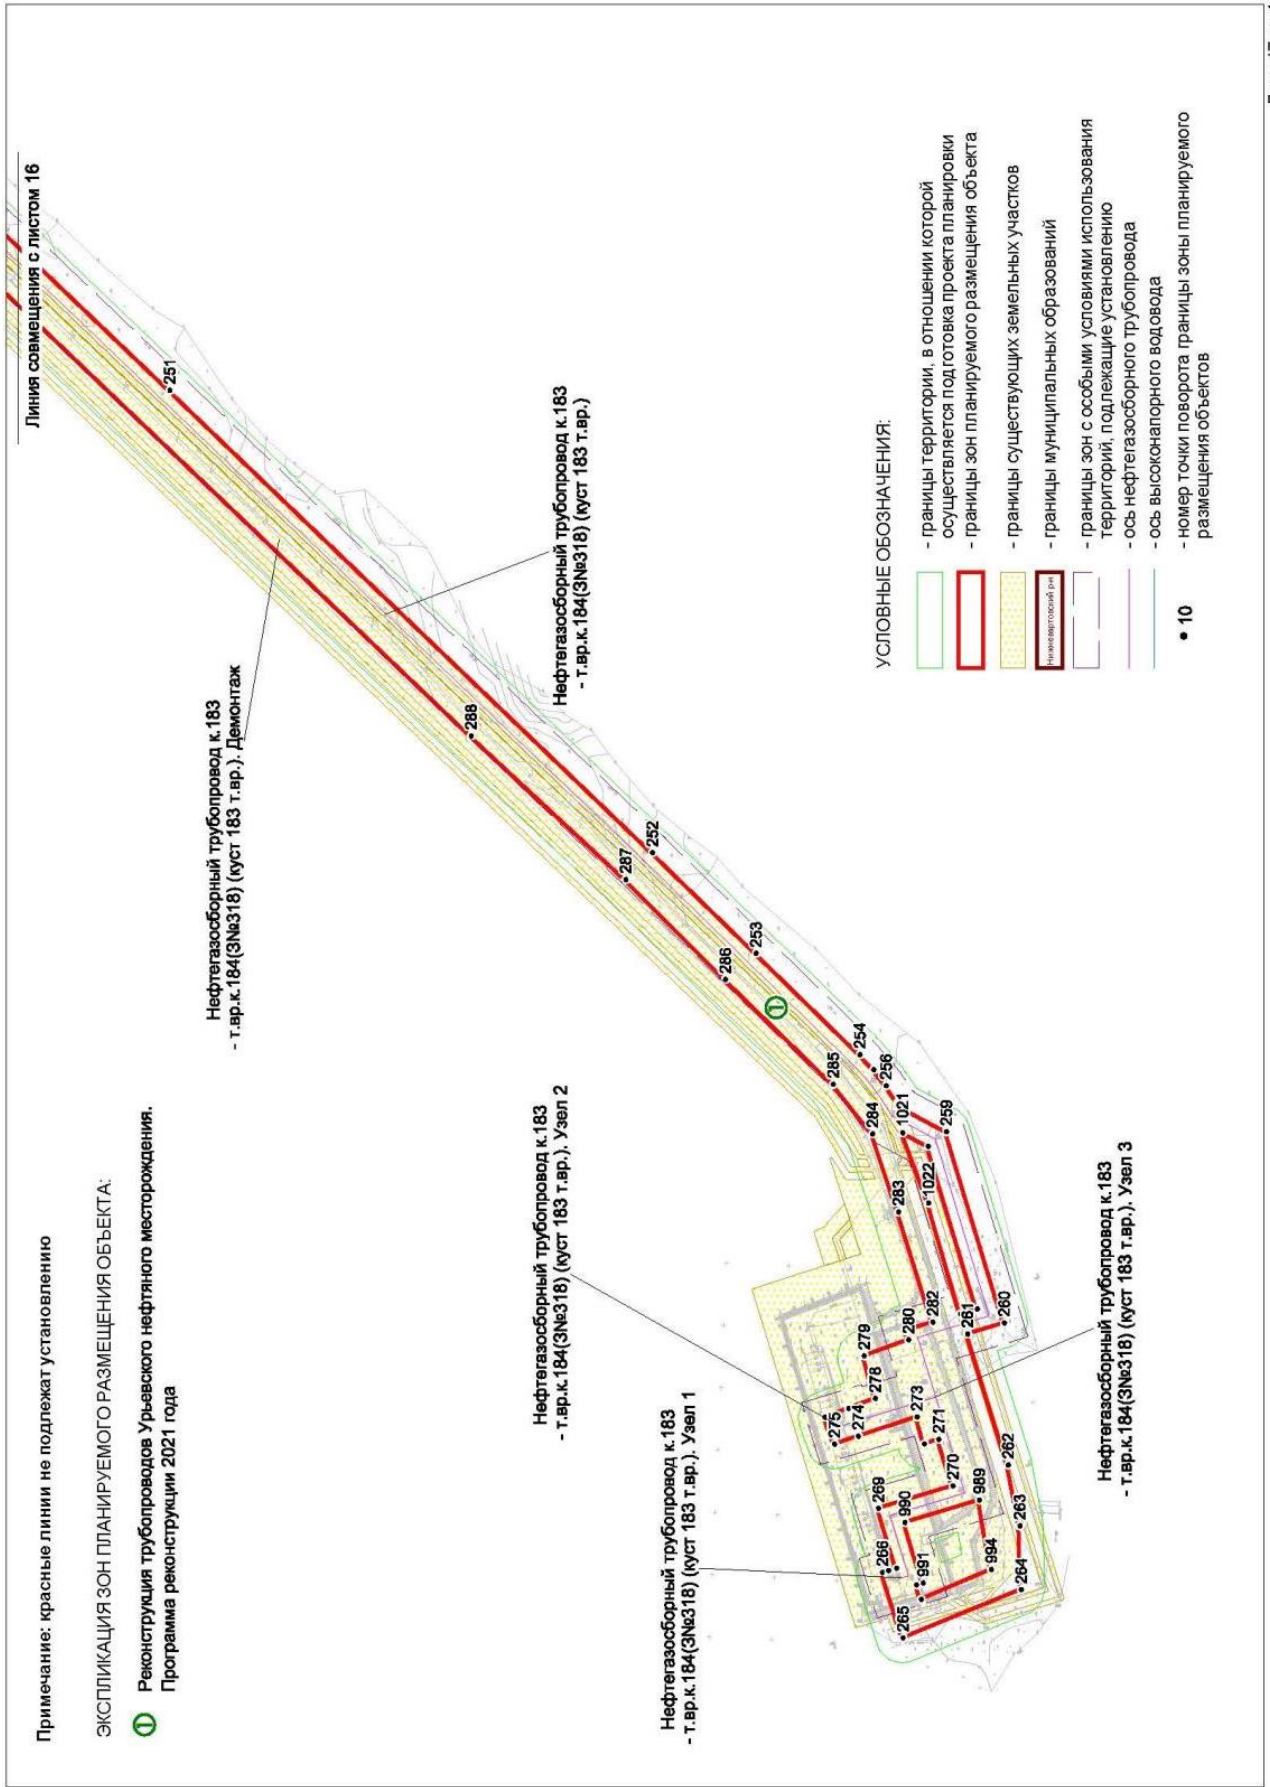 Примечание: красные линии не подлежат установлению
ЭКСПЛИКАЦИЯ ЗОН ПЛАНИРУЕМОГО РАЗМЕЩЕНИЯ ОБЪЕКТА:
1 Реконструкция трубопроводов Урьевского нефтяного месторождения.
Программа реконструкции 2021 года
Линия совмещения с листом 16
Нефтегазосборный трубопровод к.183
- т.вр.к.184(З№318) (куст 183 т.вр.). Демонтаж
Нефтегазосборный трубопровод к.183
- т.вр.к.184(З№318) (куст 183 т.вр.)
Нефтегазосборный трубопровод к.183
- т.вр.к.184(З№318) (куст 183 т.вр.). Узел 2
Нефтегазосборный трубопровод к.183
- т.вр.к.184(З№318) (куст 183 т.вр.). Узел 1
Нефтегазосборный трубопровод к.183
- т.вр.к.184(З№318) (куст 183 т.вр.). Узел 3
251
288
252
287
253
286
1
254
285
256
284
1021
259
283
1022
282
280
261
260
279
278
275
274
273
271
270
269
990
989
262
263
266
991
994
264
265
УСЛОВНЫЕ ОБОЗНАЧЕНИЯ:
- границы территории, в отношении которой
осуществляется подготовка проекта планировки
- границы зон планируемого размещения объекта
- границы существующих земельных участков
Нижневартовский р-н
- границы муниципальных образований
- границы зон с особыми условиями использования
территорий, подлежащие установлению
- ось нефтегазосборного трубопровода
- ось высоконапорного водовода
• 10
- номер точки поворота границы зоны планируемого
размещения объектов